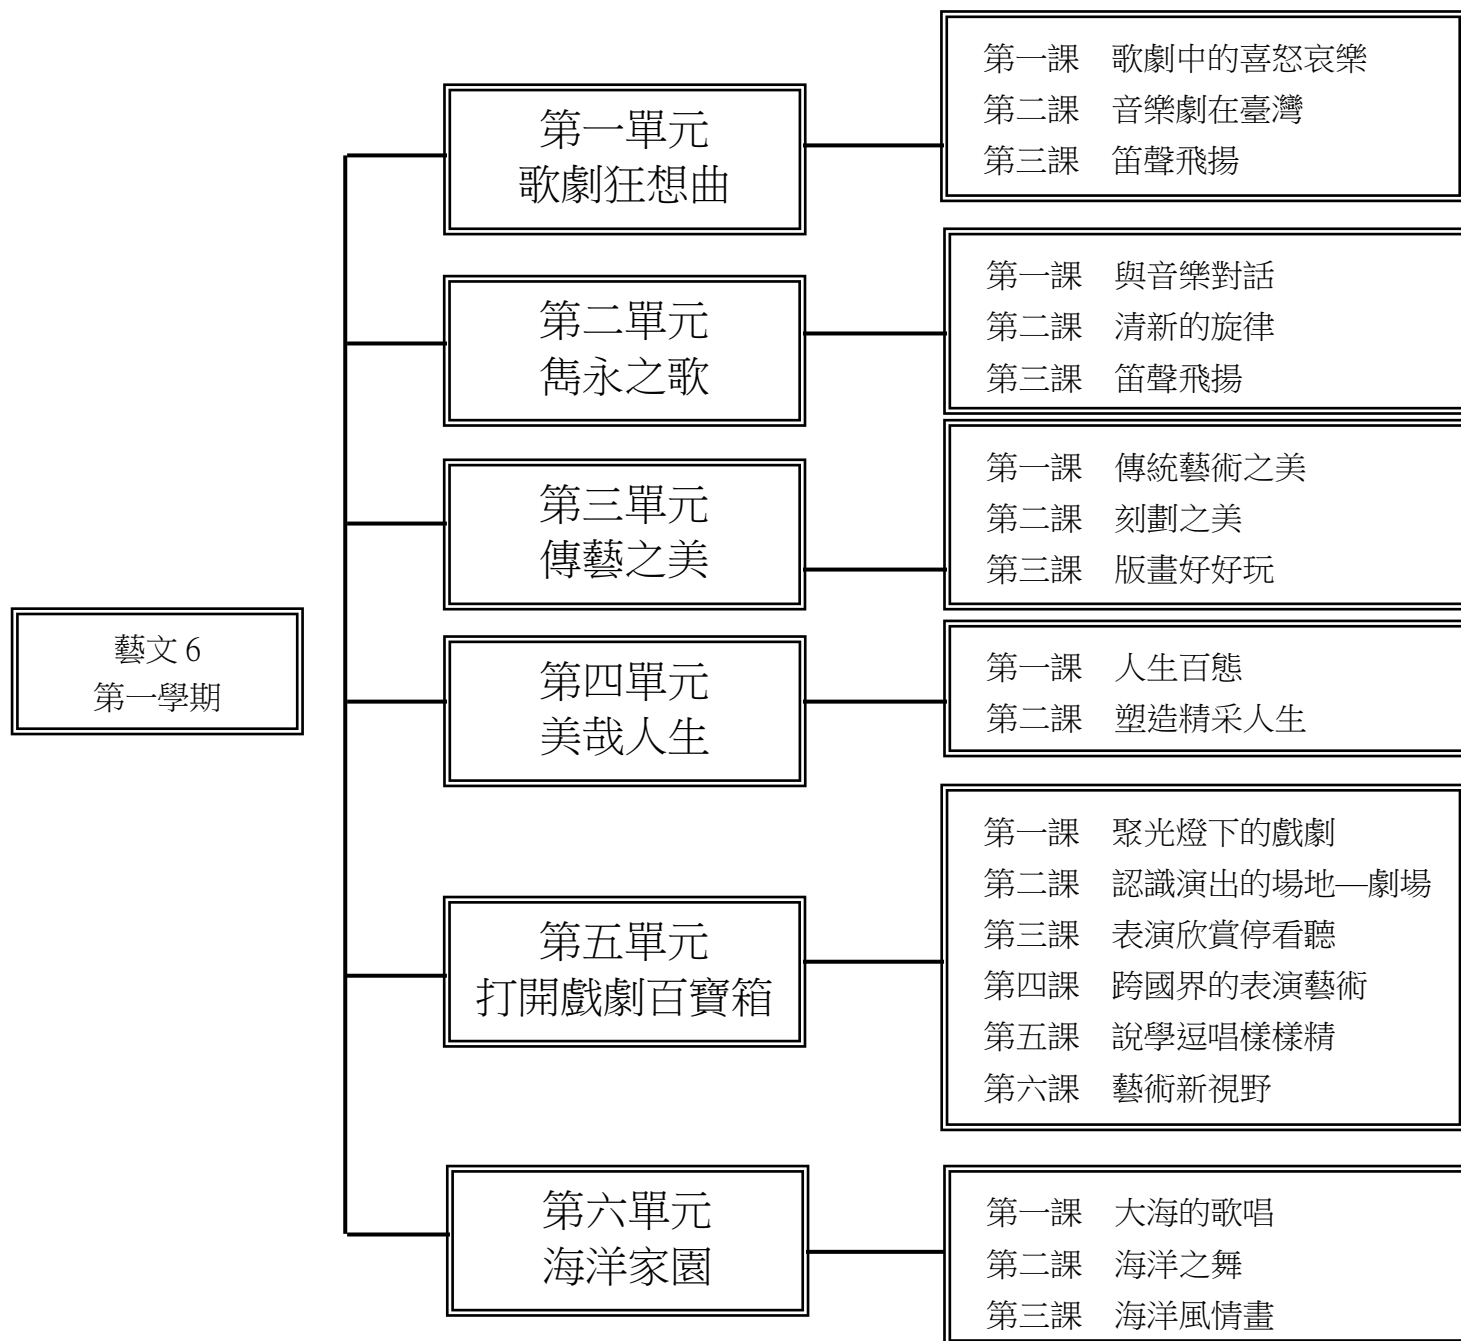 藝文 6
第一學期
第一單元
歌劇狂想曲
第一課　歌劇中的喜怒哀樂
第二課　音樂劇在臺灣
第三課　笛聲飛揚
第二單元
雋永之歌
第一課　與音樂對話
第二課　清新的旋律
第三課　笛聲飛揚
第三單元
傳藝之美
第一課　傳統藝術之美
第二課　刻劃之美
第三課　版畫好好玩
第四單元
美哉人生
第一課　人生百態
第二課　塑造精采人生
第五單元
打開戲劇百寶箱
第一課　聚光燈下的戲劇
第二課　認識演出的場地—劇場
第三課　表演欣賞停看聽
第四課　跨國界的表演藝術
第五課　說學逗唱樣樣精
第六課　藝術新視野
第六單元
海洋家園
第一課　大海的歌唱
第二課　海洋之舞
第三課　海洋風情畫